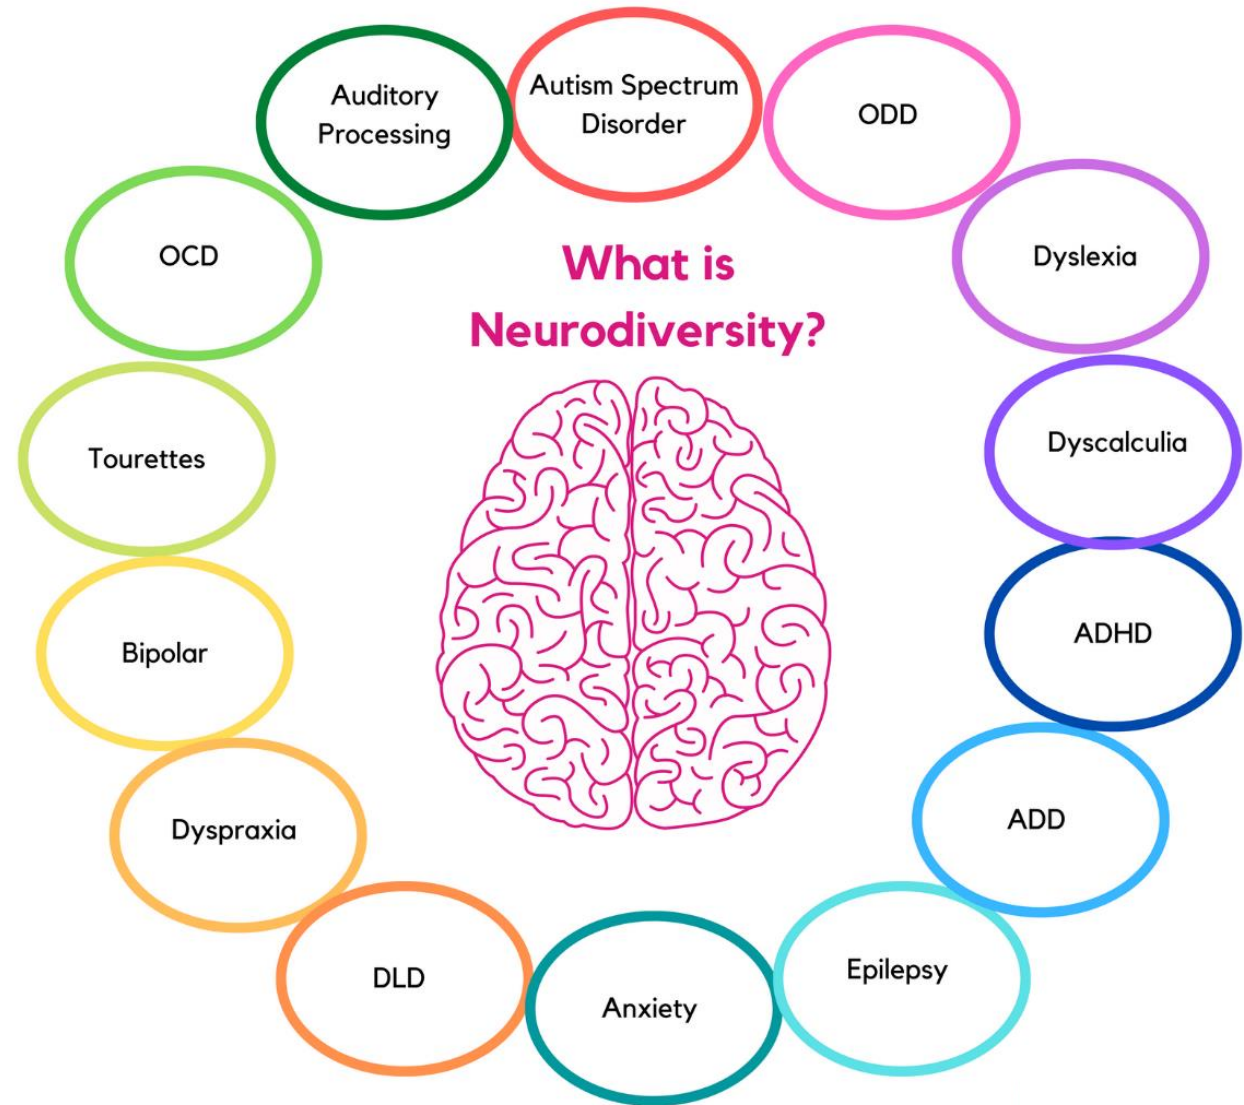 What is
Neurodiversity?
Autism Spectrum
Disorder
ODD
Dyslexia
Dyscalculia
ADHD
ADD
Epilepsy
Anxiety
DLD
Dyspraxia
Bipolar
Tourettes
OCD
Auditory
Processing